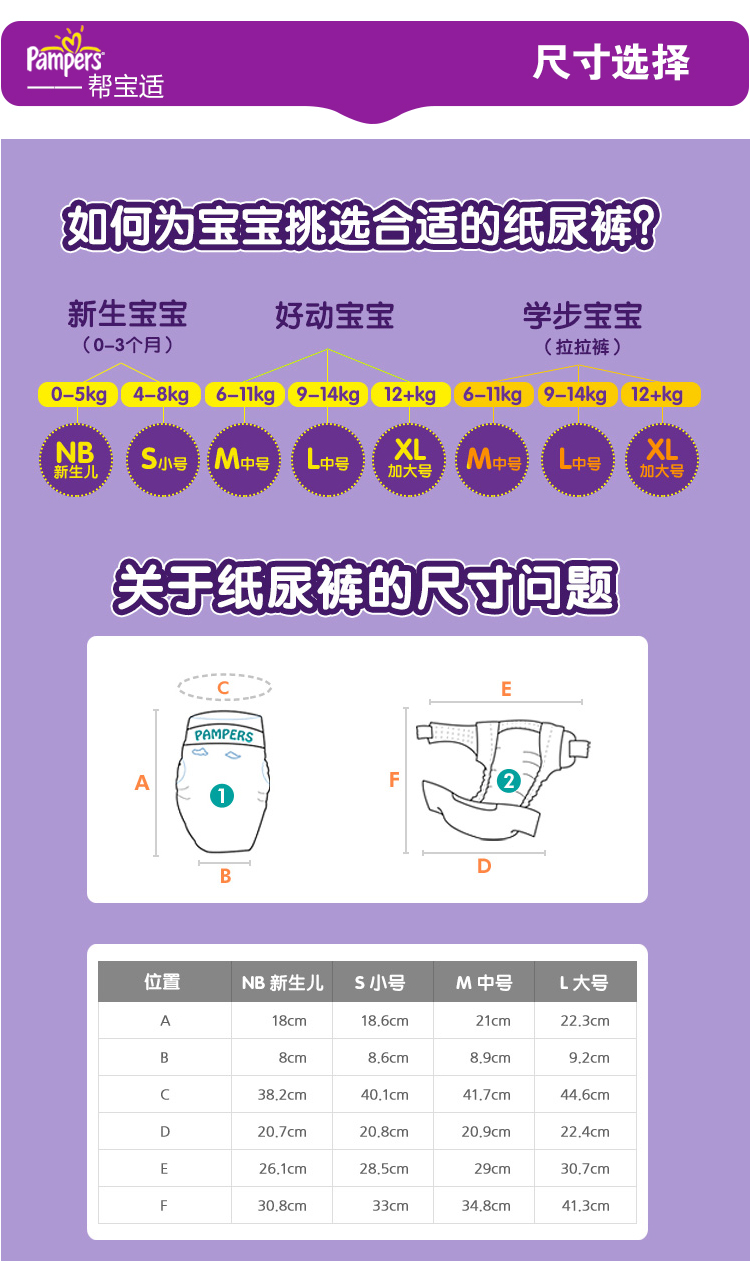 Pampers
帮宝适
尺寸选择
如何为宝宝挑选合适的纸尿裤?
新生宝宝 好动宝宝 学步宝宝
(0-3个月) (拉拉裤)
0-5kg 4-8kg 6-11kg 9-14kg 12+kg 6-11kg 9-14kg 12+kg
NB 新生儿
S小号
M中号
L中号
XL 加大号
M中号
L中号
XL 加大号
关于纸尿裤的尺寸问题
C
PAMPERS
A
1
B
E
F
2
D
位置 NB 新生儿 S 小号 M 中号 L 大号
A 18cm 18.6cm 21cm 22.3cm
B 8cm 8.6cm 8.9cm 9.2cm
C 38.2cm 40.1cm 41.7cm 44.6cm
D 20.7cm 20.8cm 20.9cm 22.4cm
E 26.1cm 28.5cm 29cm 30.7cm
F 30.8cm 33cm 34.8cm 41.3cm